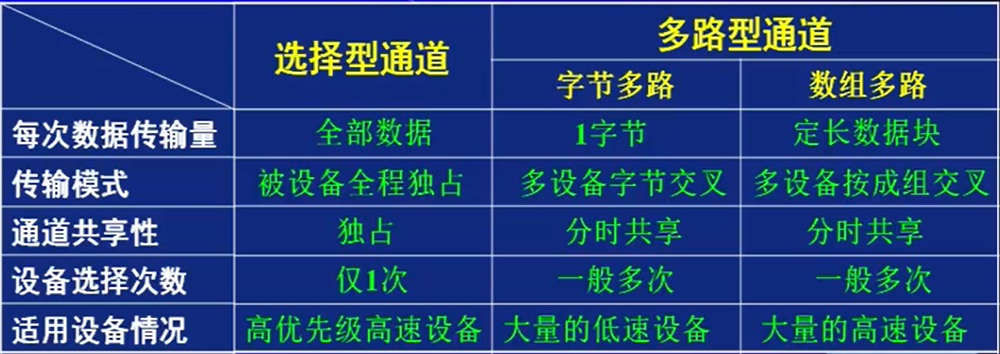 选择型通道 多路型通道
字节多路 数组多路
每次数据传输量 全部数据 1字节 定长数据块
传输模式 被设备全程独占 多设备字节交叉 多设备按成组交叉
通道共享性 独占 分时共享 分时共享
设备选择次数 仅1次 一般多次 一般多次
适用设备情况 高优先级高速设备 大量的低速设备 大量的高速设备